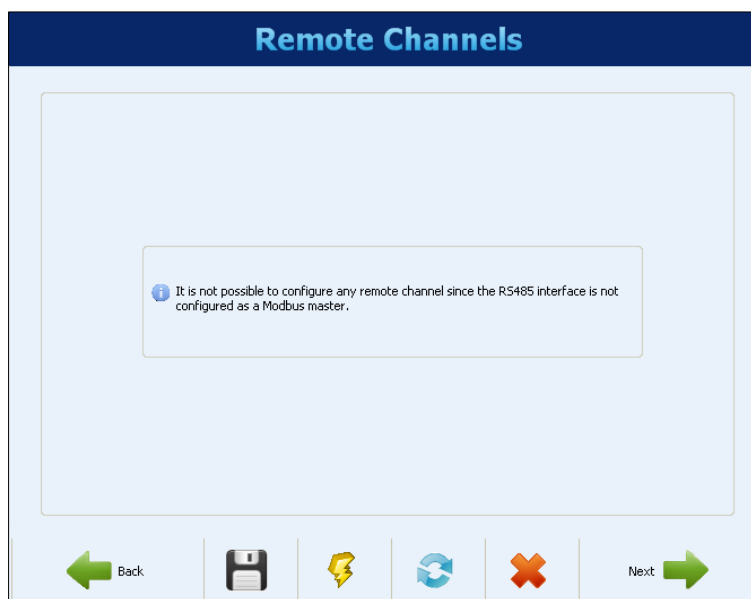 Remote Channels
It is not possible to configure any remote channel since the RS485 interface is not
configured as a Modbus master.
Back
Next